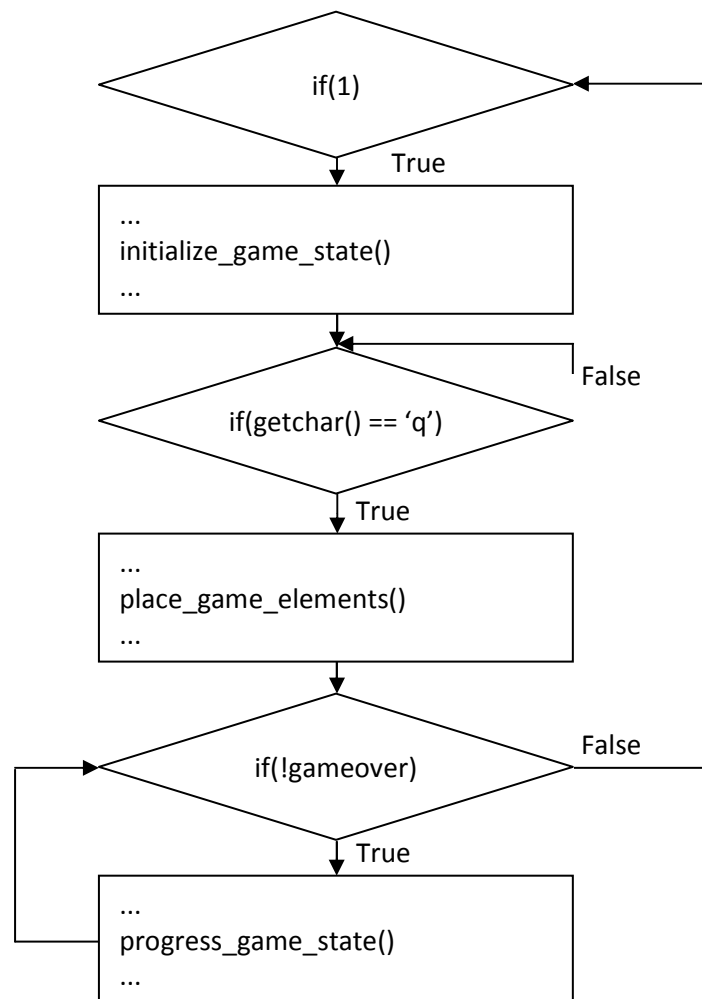 if(1)
True
...
initialize_game_state()
...
False
if(getchar() == ‘q’)
True
...
place_game_elements()
...
False
if(!gameover)
True
...
progress_game_state()
...